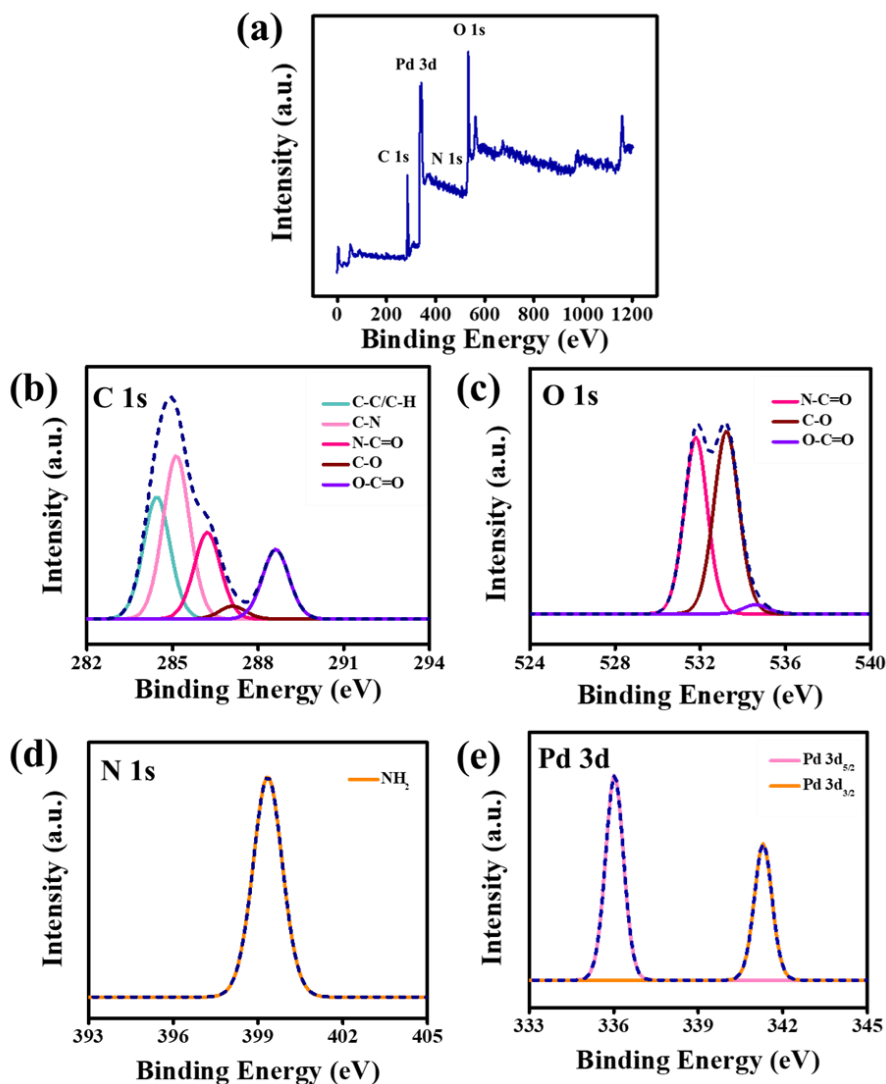 (a)
O 1s
Pd 3d
C 1s
N 1s
Intensity (a.u.)
0 200 400 600 800 1000 1200
Binding Energy (eV)
(b)
C 1s
C-C/C-H
C-N
N-C=O
C-O
O-C=O
Intensity (a.u.)
282 285 288 291 294
Binding Energy (eV)
(c)
O 1s
N-C=O
C-O
O-C=O
Intensity (a.u.)
524 528 532 536 540
Binding Energy (eV)
(d)
N 1s
NH₂
Intensity (a.u.)
393 396 399 402 405
Binding Energy (eV)
(e)
Pd 3d
Pd 3d₅/₂
Pd 3d₃/₂
Intensity (a.u.)
333 336 339 342 345
Binding Energy (eV)